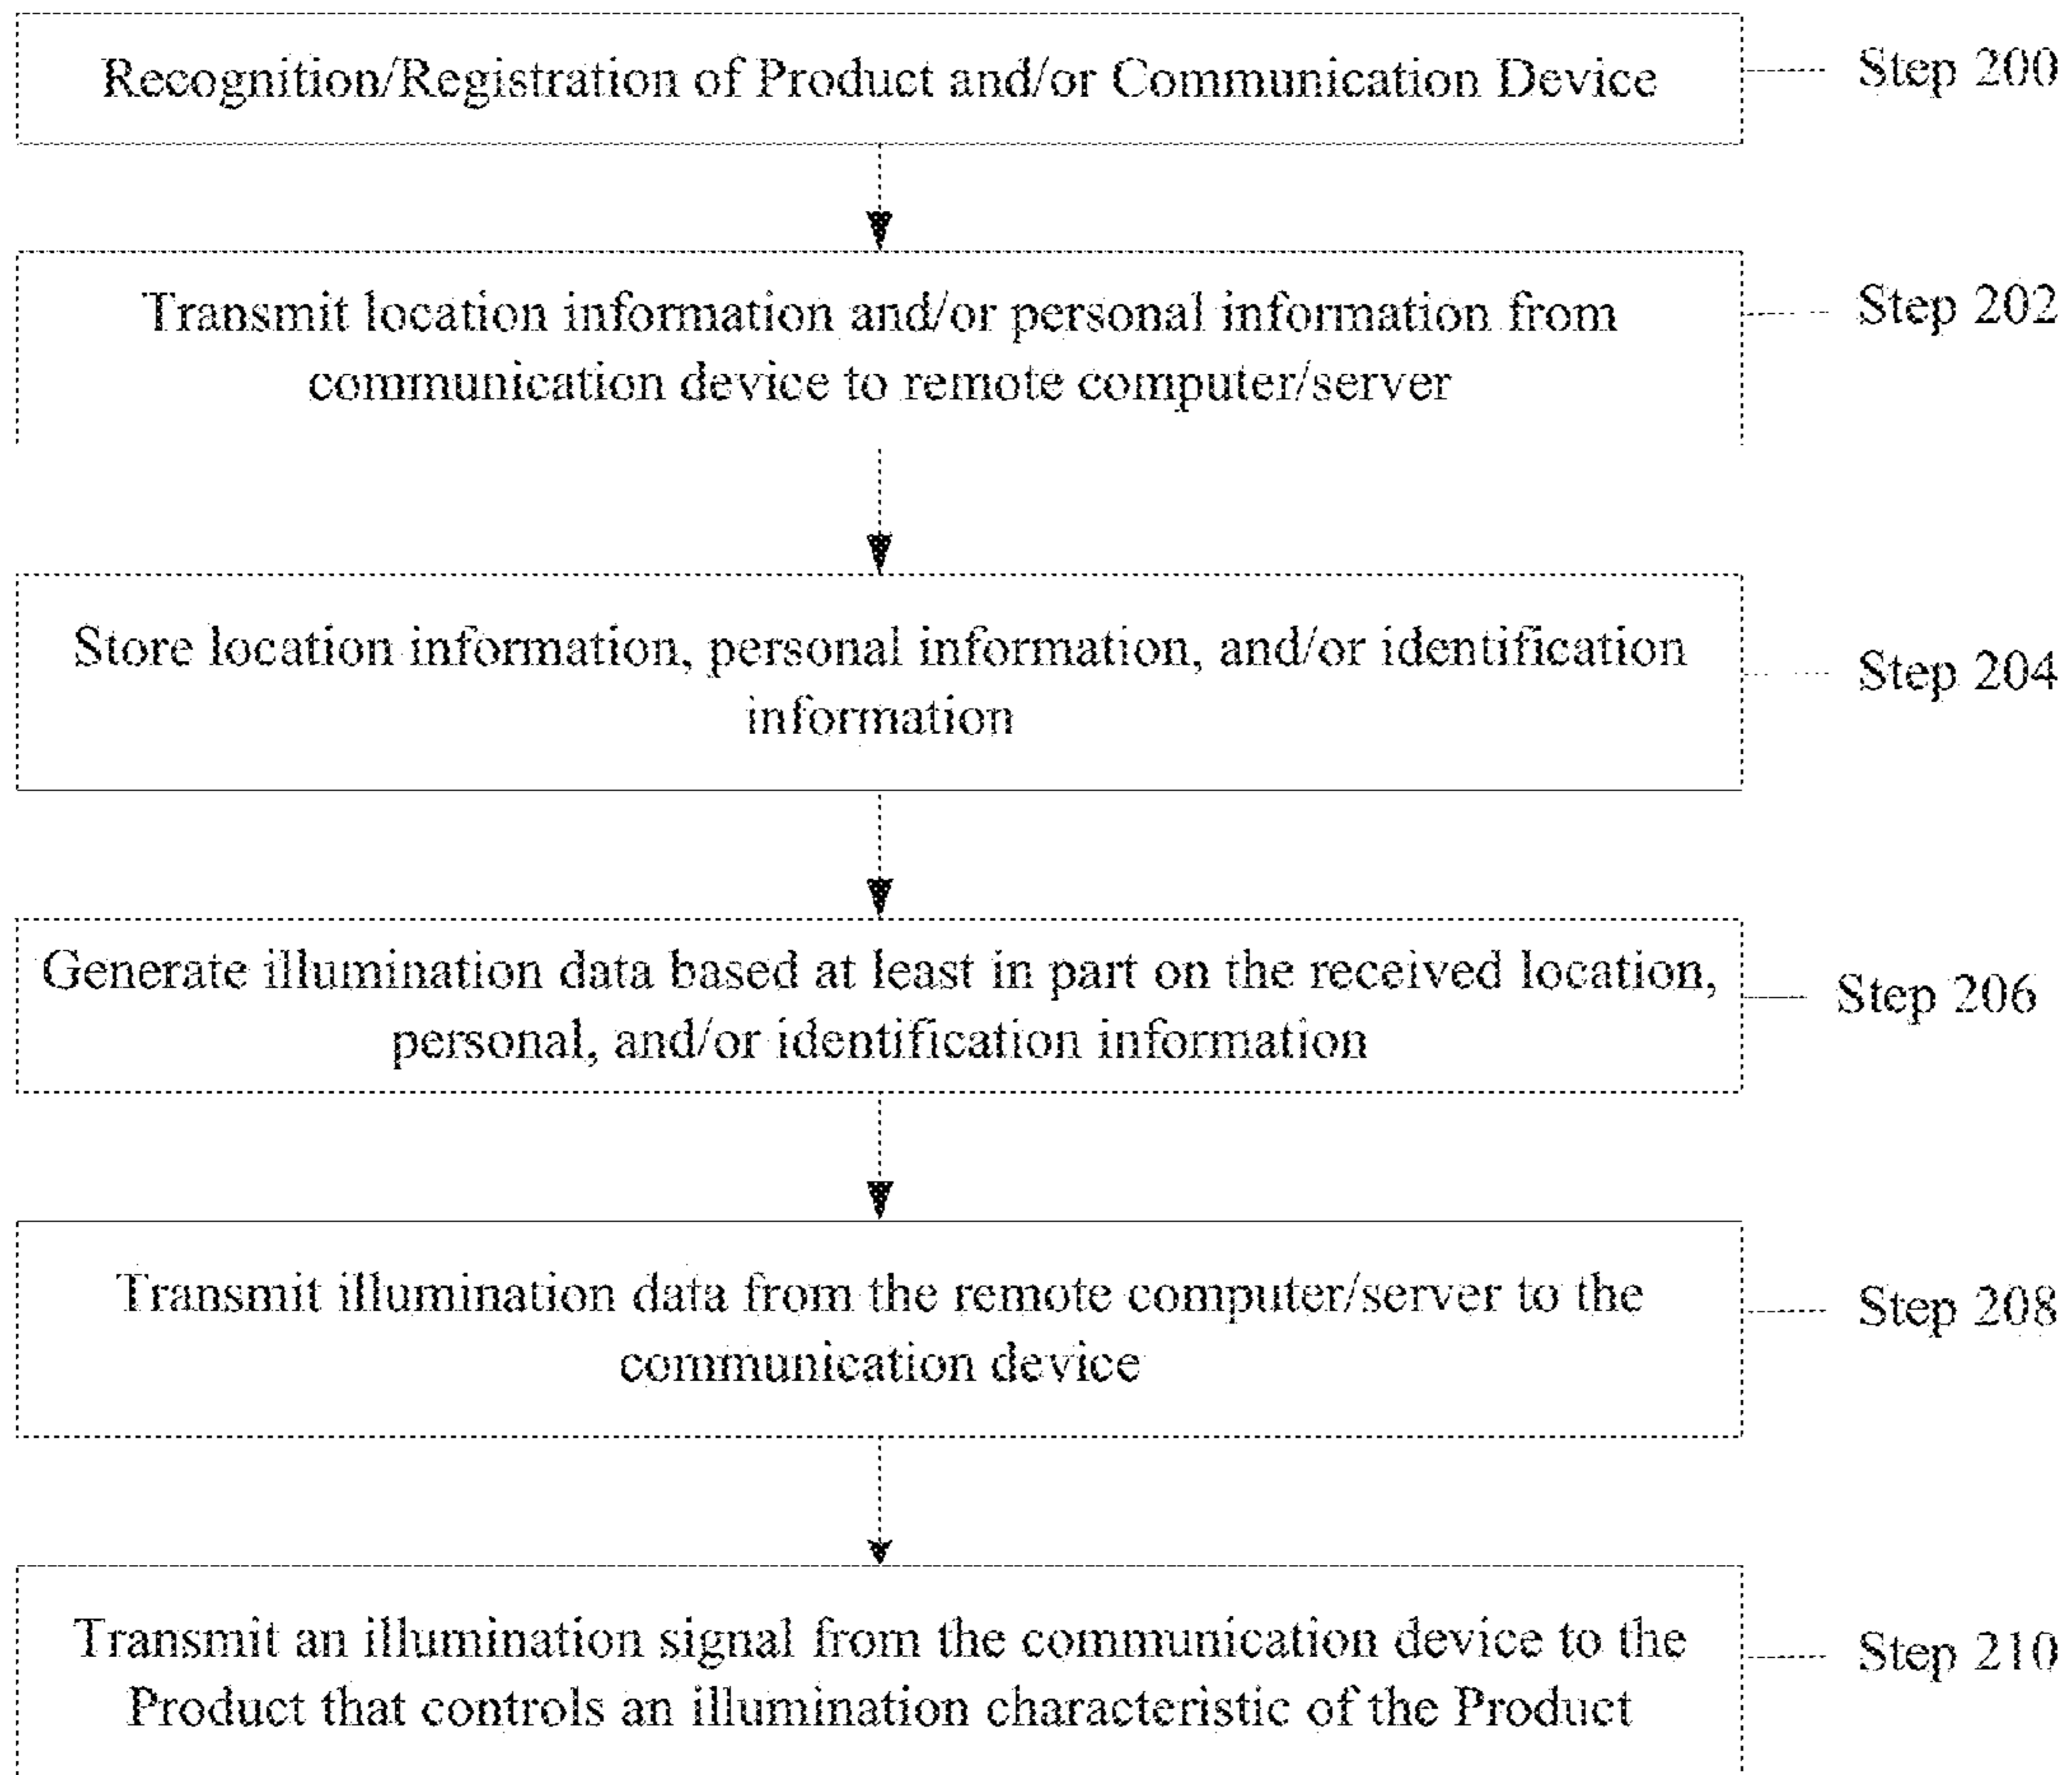 Recognition/Registration of Product and/or Communication Device
Step 200
Transmit location information and/or personal information from
communication device to remote computer/server
Step 202
Store location information, personal information, and/or identification
information
Step 204
Generate illumination data based at least in part on the received location,
personal, and/or identification information
Step 206
Transmit illumination data from the remote computer/server to the
communication device
Step 208
Transmit an illumination signal from the communication device to the
Product that controls an illumination characteristic of the Product
Step 210